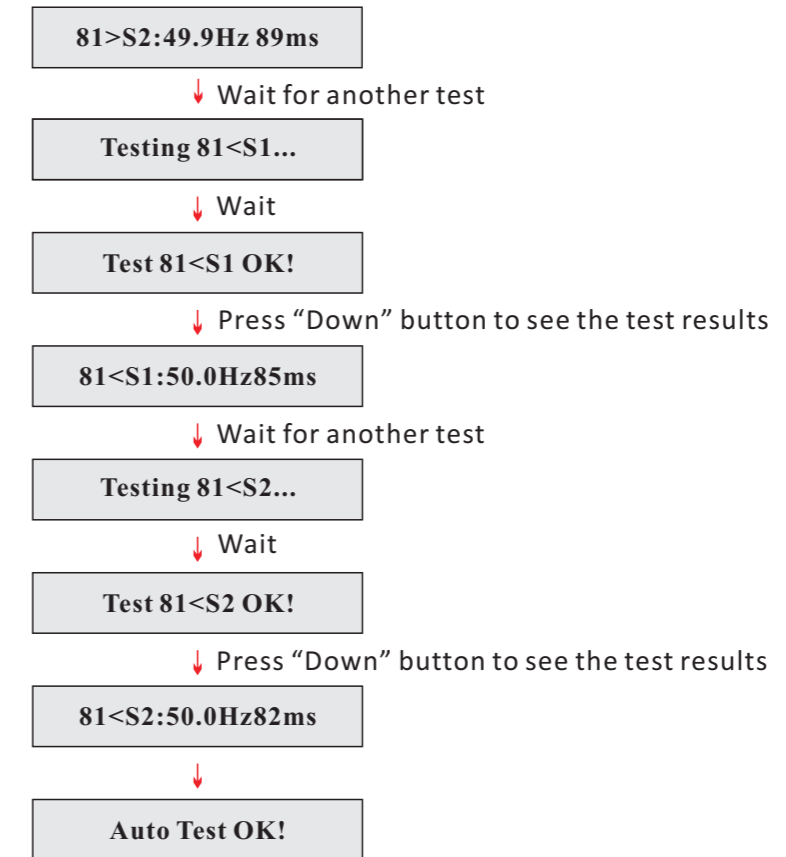 81>S2:49.9Hz 89ms
Wait for another test
Testing 81<S1...
Wait
Test 81<S1 OK!
Press “Down” button to see the test results
81<S1:50.0Hz85ms
Wait for another test
Testing 81<S2...
Wait
Test 81<S2 OK!
Press “Down” button to see the test results
81<S2:50.0Hz82ms
Auto Test OK!